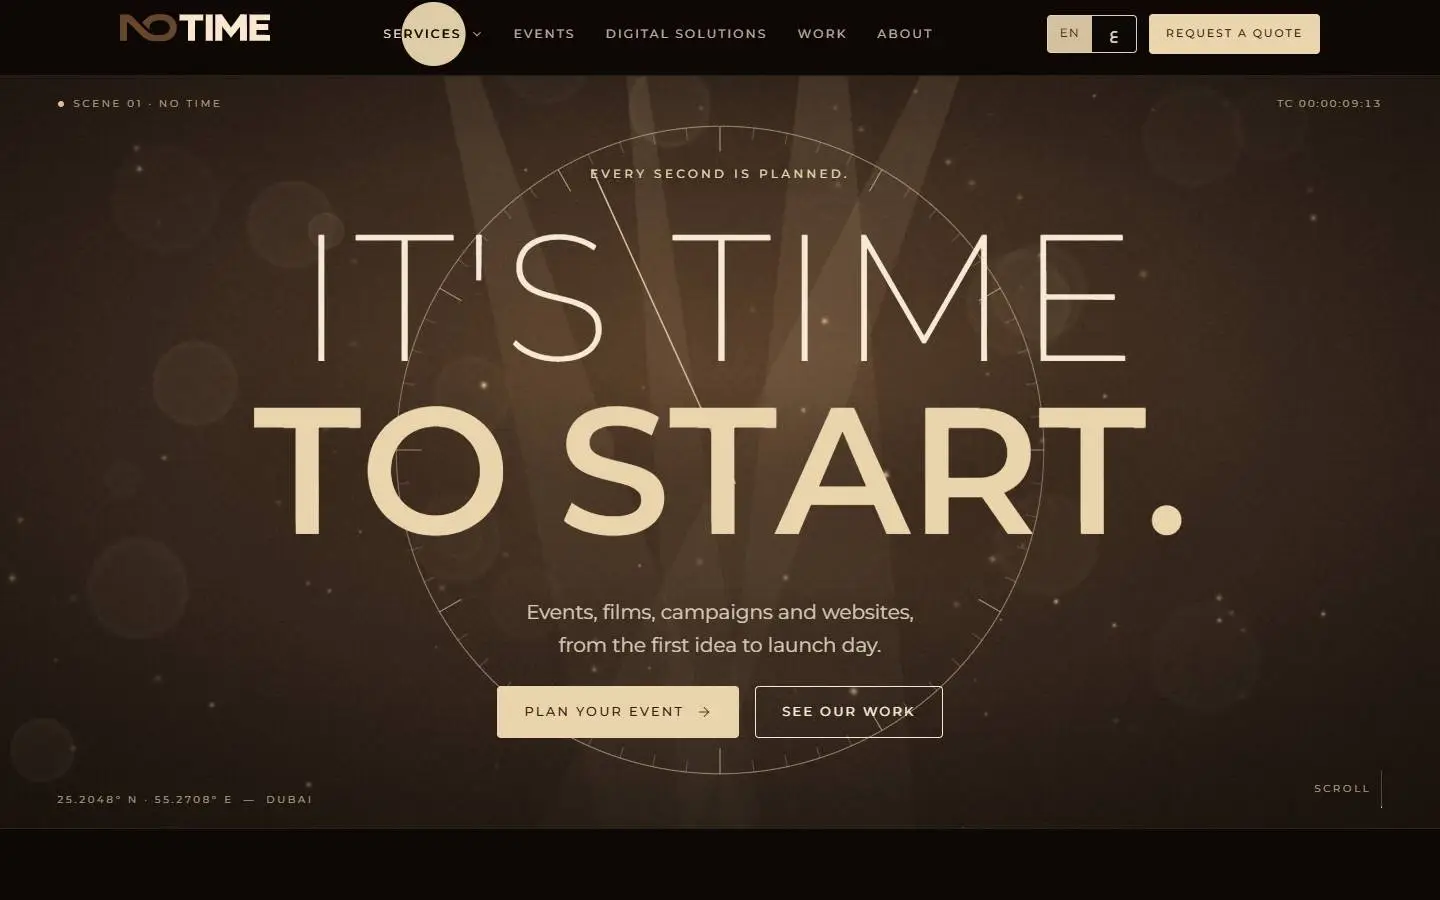 NOTIME
SERVICES
EVENTS
DIGITAL SOLUTIONS
WORK
ABOUT
EN
ع
REQUEST A QUOTE
SCENE 01 · NO TIME
TC 00:00:09:13
EVERY SECOND IS PLANNED.
IT'S TIME
TO START.
Events, films, campaigns and websites,
from the first idea to launch day.
PLAN YOUR EVENT →
SEE OUR WORK
SCROLL
25.2048° N · 55.2708° E — DUBAI